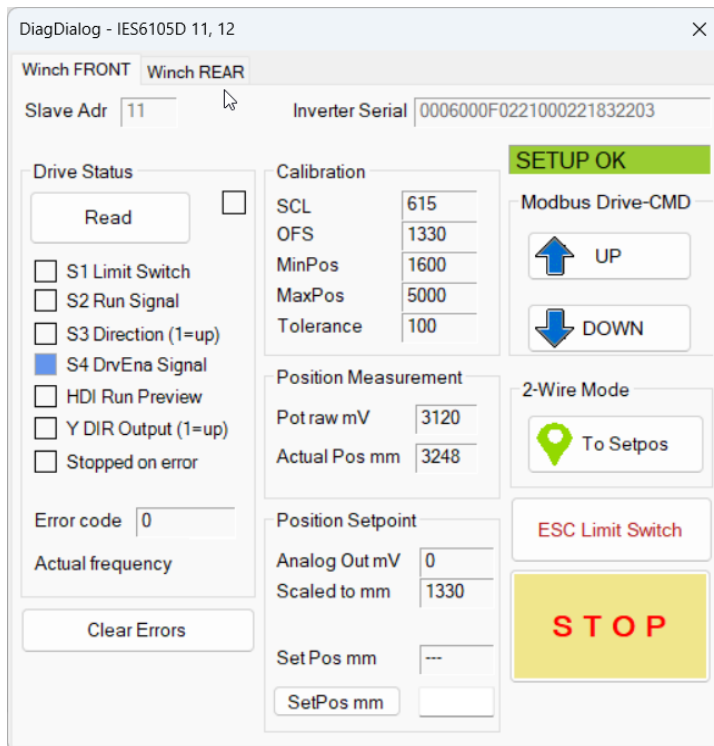 DiagDialog - IES6105D 11, 12
Winch FRONT
Winch REAR
Slave Adr 11
Inverter Serial 0006000F0221000221832203
Drive Status
Read
S1 Limit Switch
S2 Run Signal
S3 Direction (1=up)
S4 DrvEna Signal
HDI Run Preview
Y DIR Output (1=up)
Stopped on error
Error code 0
Actual frequency
Clear Errors
Calibration
SCL 615
OFS 1330
MinPos 1600
MaxPos 5000
Tolerance 100
Position Measurement
Pot raw mV 3120
Actual Pos mm 3248
Position Setpoint
Analog Out mV 0
Scaled to mm 1330
Set Pos mm ---
SetPos mm
SETUP OK
Modbus Drive-CMD
UP
DOWN
2-Wire Mode
To Setpos
ESC Limit Switch
S T O P